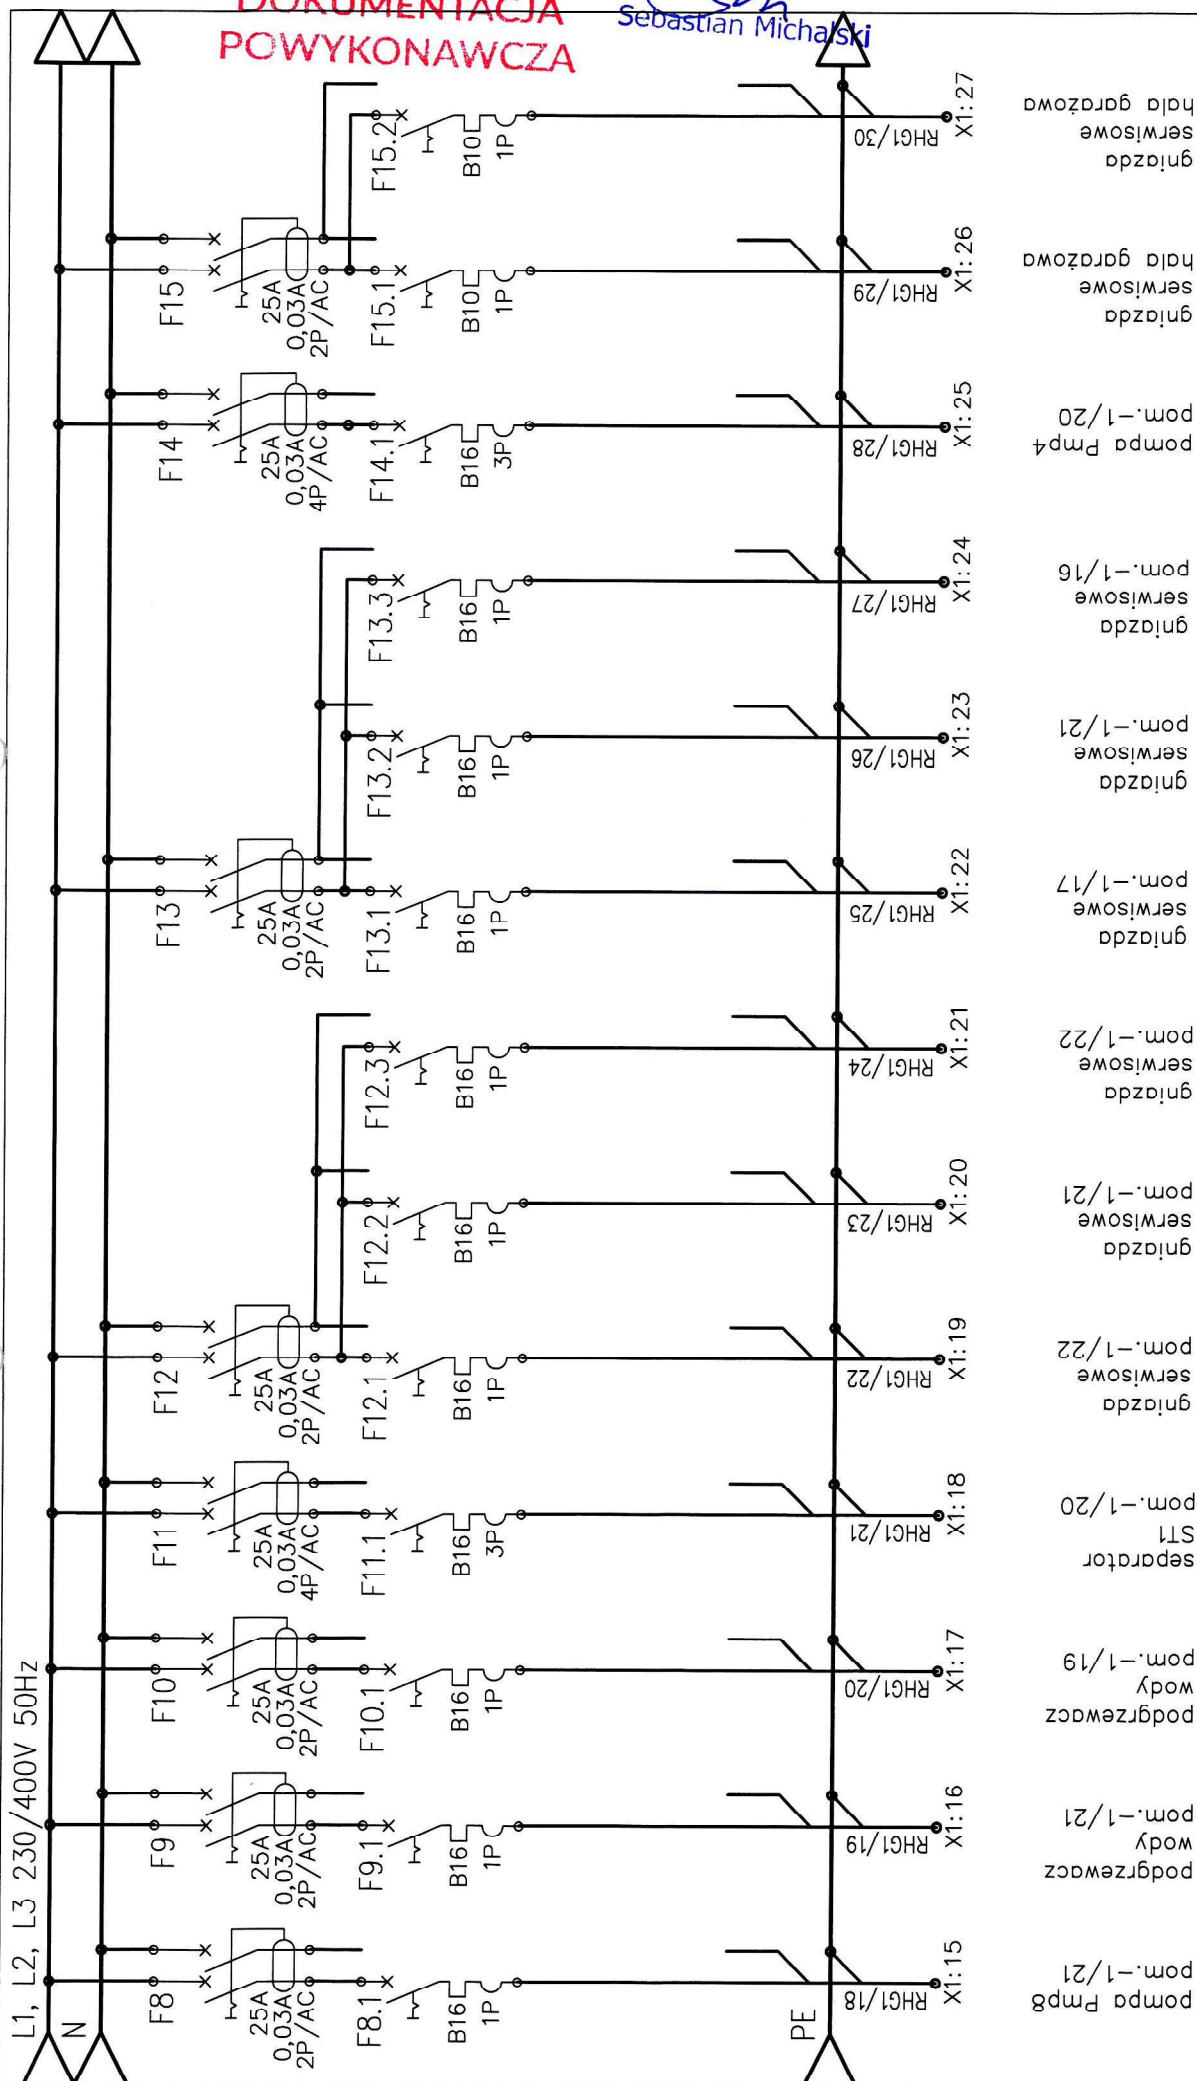 DOKUMENTACJA
POWYKONAWCZA
Sebastian Michalski
L1, L2, L3 230/400V 50Hz
N
PE
F8
25A
0,03A
2P/AC
F8.1
B16
1P
RHG1/18
X1:15
pompa Pmp8
pom.-1/21
F9
25A
0,03A
2P/AC
F9.1
B16
1P
RHG1/19
X1:16
podgrzewacz
wody
pom.-1/21
F10
25A
0,03A
2P/AC
F10.1
B16
1P
RHG1/20
X1:17
podgrzewacz
wody
pom.-1/19
F11
25A
0,03A
4P/AC
F11.1
B16
3P
RHG1/21
X1:18
separator
ST1
pom.-1/20
F12
25A
0,03A
2P/AC
F12.1
B16
1P
RHG1/22
X1:19
gniazda
serwisowe
pom.-1/22
F12.2
B16
1P
RHG1/23
X1:20
gniazda
serwisowe
pom.-1/21
F12.3
B16
1P
RHG1/24
X1:21
gniazda
serwisowe
pom.-1/22
F13
25A
0,03A
2P/AC
F13.1
B16
1P
RHG1/25
X1:22
gniazda
serwisowe
pom.-1/17
F13.2
B16
1P
RHG1/26
X1:23
gniazda
serwisowe
pom.-1/21
F13.3
B16
1P
RHG1/27
X1:24
gniazda
serwisowe
pom.-1/16
F14
25A
0,03A
4P/AC
F14.1
B16
3P
RHG1/28
X1:25
pompa Pmp4
pom.-1/20
F15
25A
0,03A
2P/AC
F15.1
B10
1P
RHG1/29
X1:26
gniazda
serwisowe
hala garażowa
F15.2
B10
1P
RHG1/30
X1:27
gniazda
serwisowe
hala garażowa